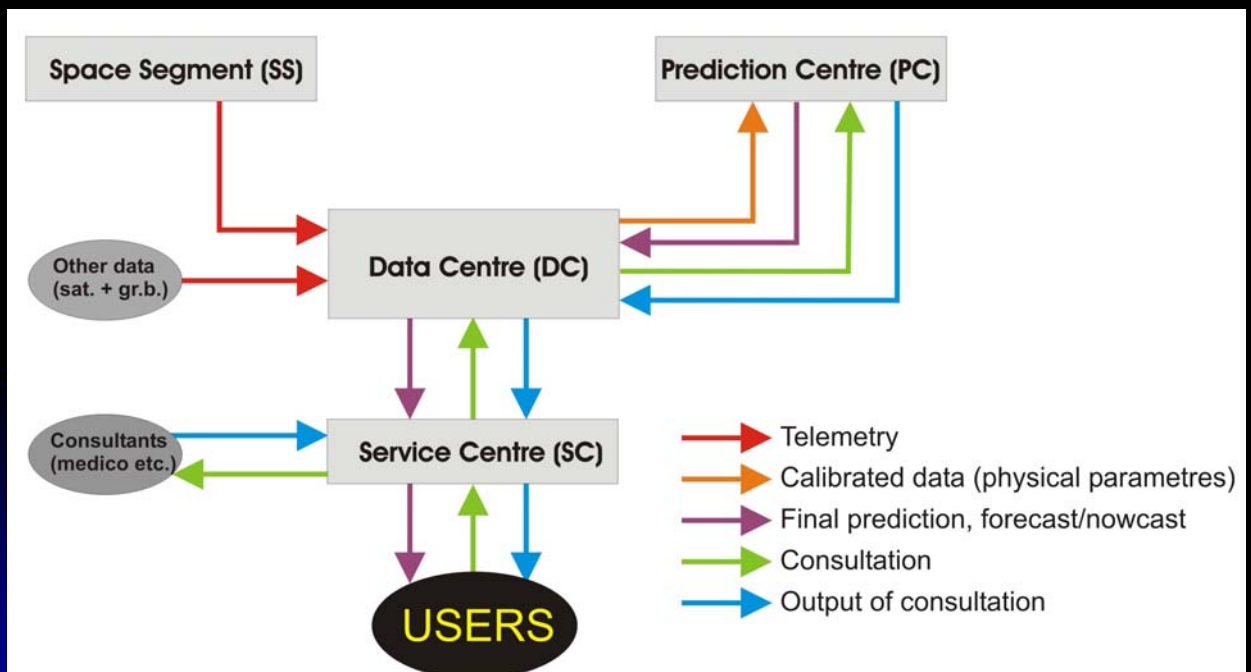 Space Segment (SS)
Prediction Centre (PC)
Data Centre (DC)
Other data
(sat. + gr.b.)
Consultants
(medico etc.)
Service Centre (SC)
USERS
Telemetry
Calibrated data (physical parametres)
Final prediction, forecast/nowcast
Consultation
Output of consultation